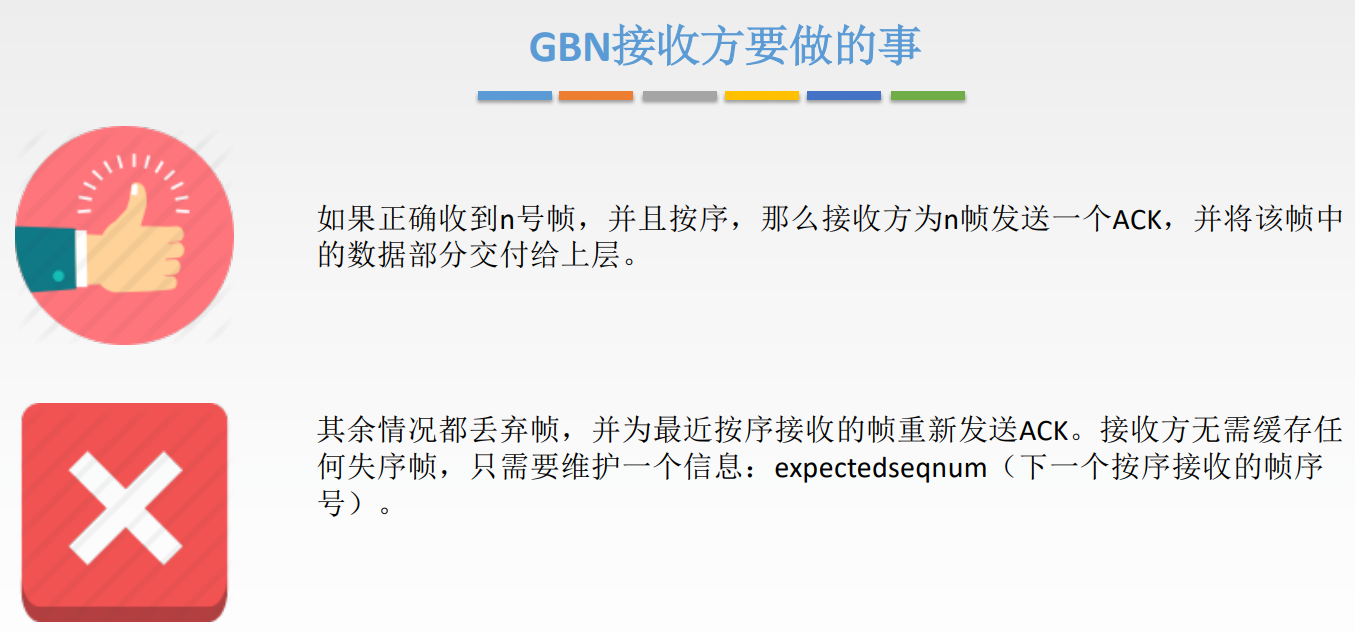 GBN接收方要做的事
如果正确收到n号帧，并且按序，那么接收方为n帧发送一个ACK，并将该帧中
的数据部分交付给上层。
其余情况都丢弃帧，并为最近按序接收的帧重新发送ACK。接收方无需缓存任
何失序帧，只需要维护一个信息：expectedseqnum（下一个按序接收的帧序
号）。